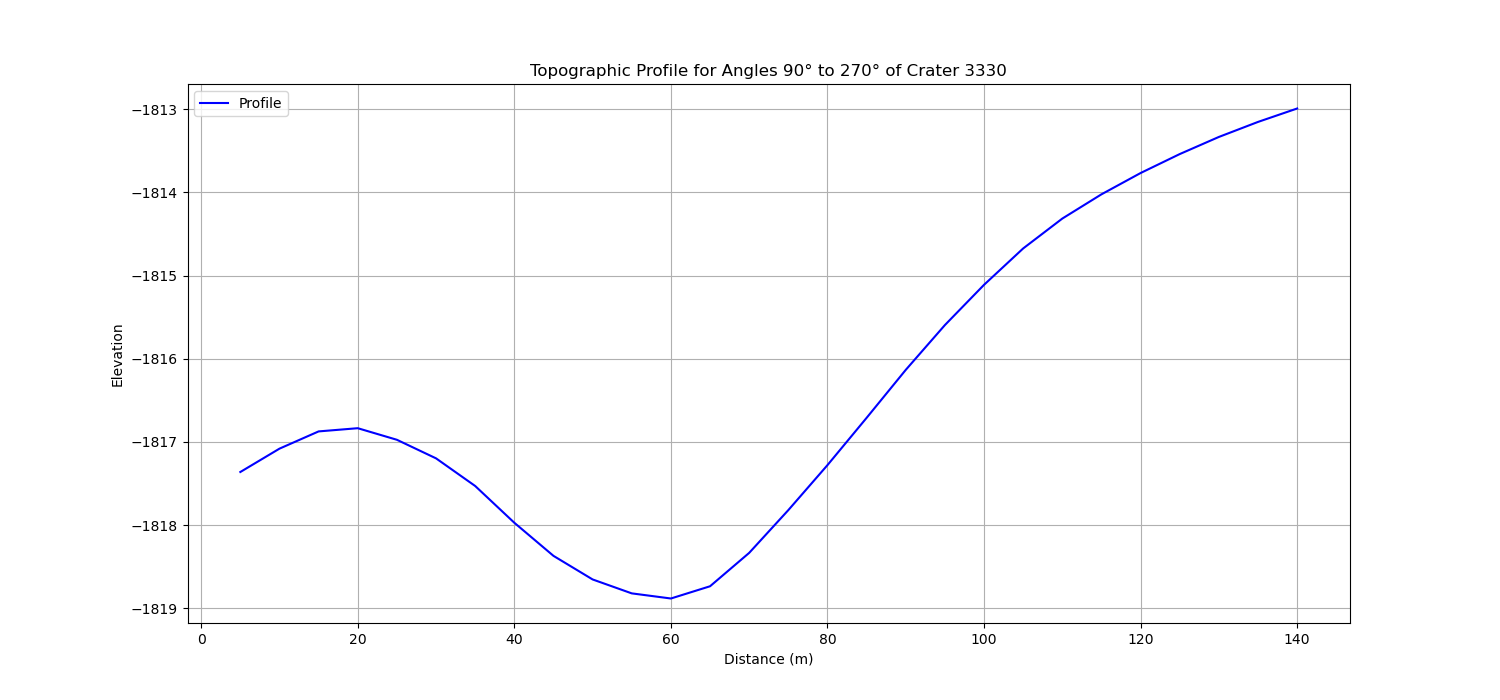 Topographic Profile for Angles 90° to 270° of Crater 3330
Profile
−1813
−1814
−1815
−1816
−1817
−1818
−1819
Elevation
0 20 40 60 80 100 120 140
Distance (m)